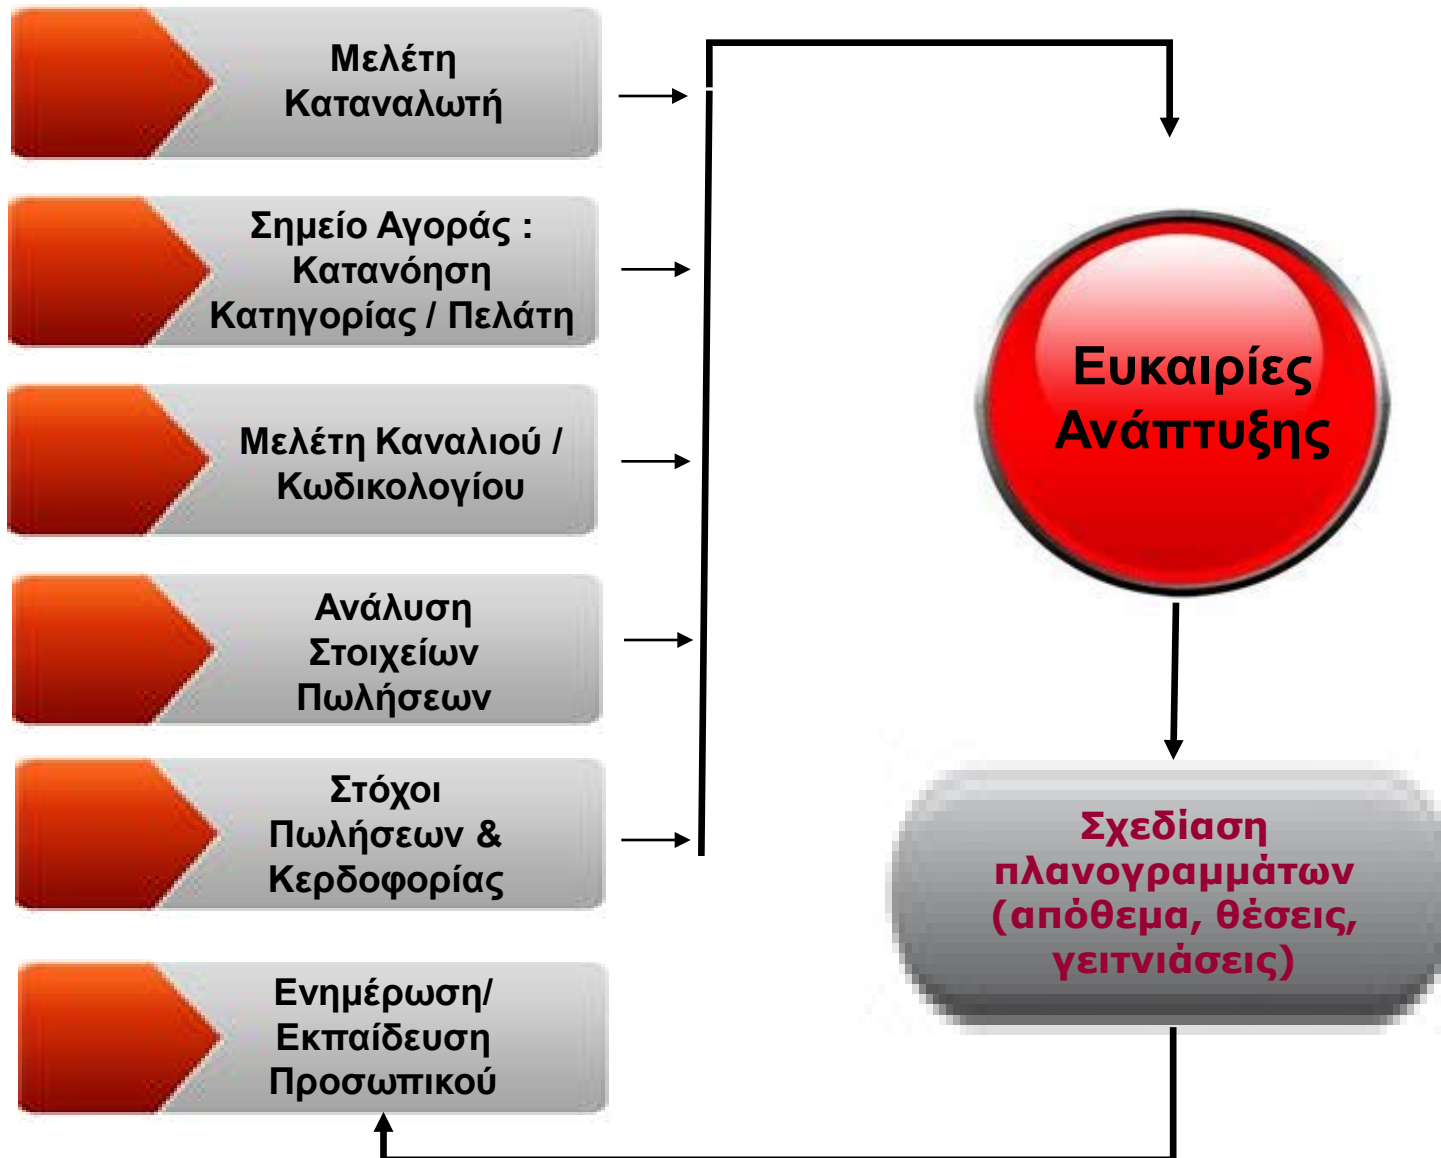 Μελέτη
Καταναλωτή
Σημείο Αγοράς :
Κατανόηση
Κατηγορίας / Πελάτη
Μελέτη Καναλιού /
Κωδικολογίου
Ανάλυση
Στοιχείων
Πωλήσεων
Στόχοι
Πωλήσεων &
Κερδοφορίας
Ενημέρωση/
Εκπαίδευση
Προσωπικού
Ευκαιρίες
Ανάπτυξης
Σχεδίαση
πλανογραμμάτων
(απόθεμα, θέσεις,
γειτνιάσεις)